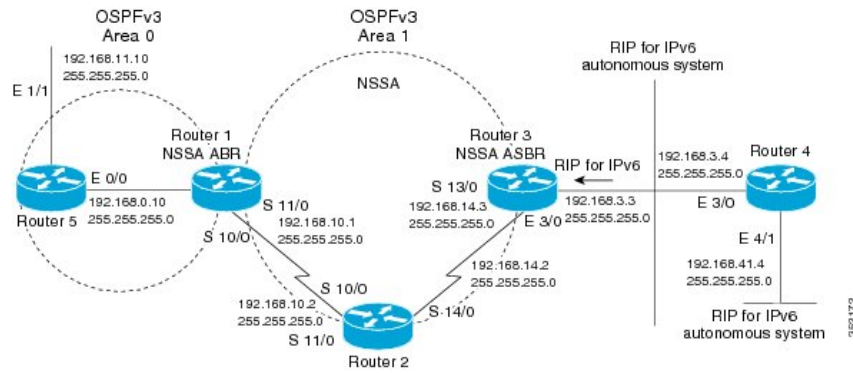 OSPFv3
Area 0
OSPFv3
Area 1
NSSA
RIP for IPv6
autonomous system
192.168.11.10
255.255.255.0
E 1/1
Router 1
NSSA ABR
Router 3
NSSA ASBR
RIP for IPv6
192.168.3.4
255.255.255.0
Router 4
E 0/0
192.168.0.10
255.255.255.0
Router 5
S 11/0
192.168.10.1
255.255.255.0
S 10/0
S 13/0
192.168.14.3
255.255.255.0
E 3/0
192.168.3.3
255.255.255.0
E 3/0
E 4/1
192.168.41.4
255.255.255.0
192.168.14.2
255.255.255.0
S 10/0
192.168.10.2
255.255.255.0
S 11/0
S 14/0
Router 2
RIP for IPv6
autonomous system